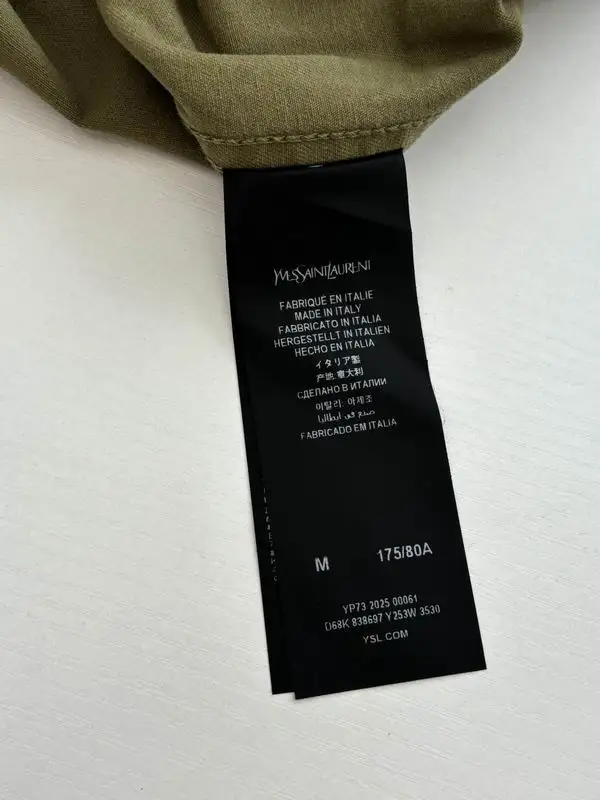 YVESSAINTLAURENT
FABRIQUÉ EN ITALIE
MADE IN ITALY
FABBRICATO IN ITALIA
HERGESTELLT IN ITALIEN
HECHO EN ITALIA
イタリア製
产地: 意大利
СДЕЛАНО В ИТАЛИИ
이탈리: 아제조
صنع في ايطاليا
FABRICADO EM ITALIA
M 175/80A
YP73 2025 00061
D68K 838697 Y253W 3530
YSL.COM